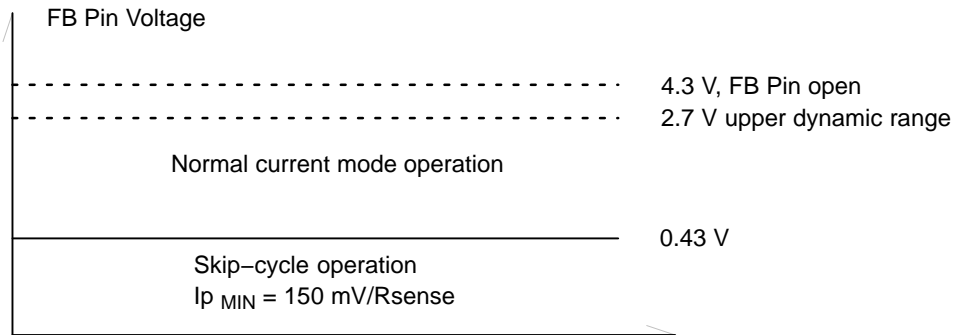 FB Pin Voltage
4.3 V, FB Pin open
2.7 V upper dynamic range
Normal current mode operation
0.43 V
Skip−cycle operation
Ip MIN = 150 mV/Rsense